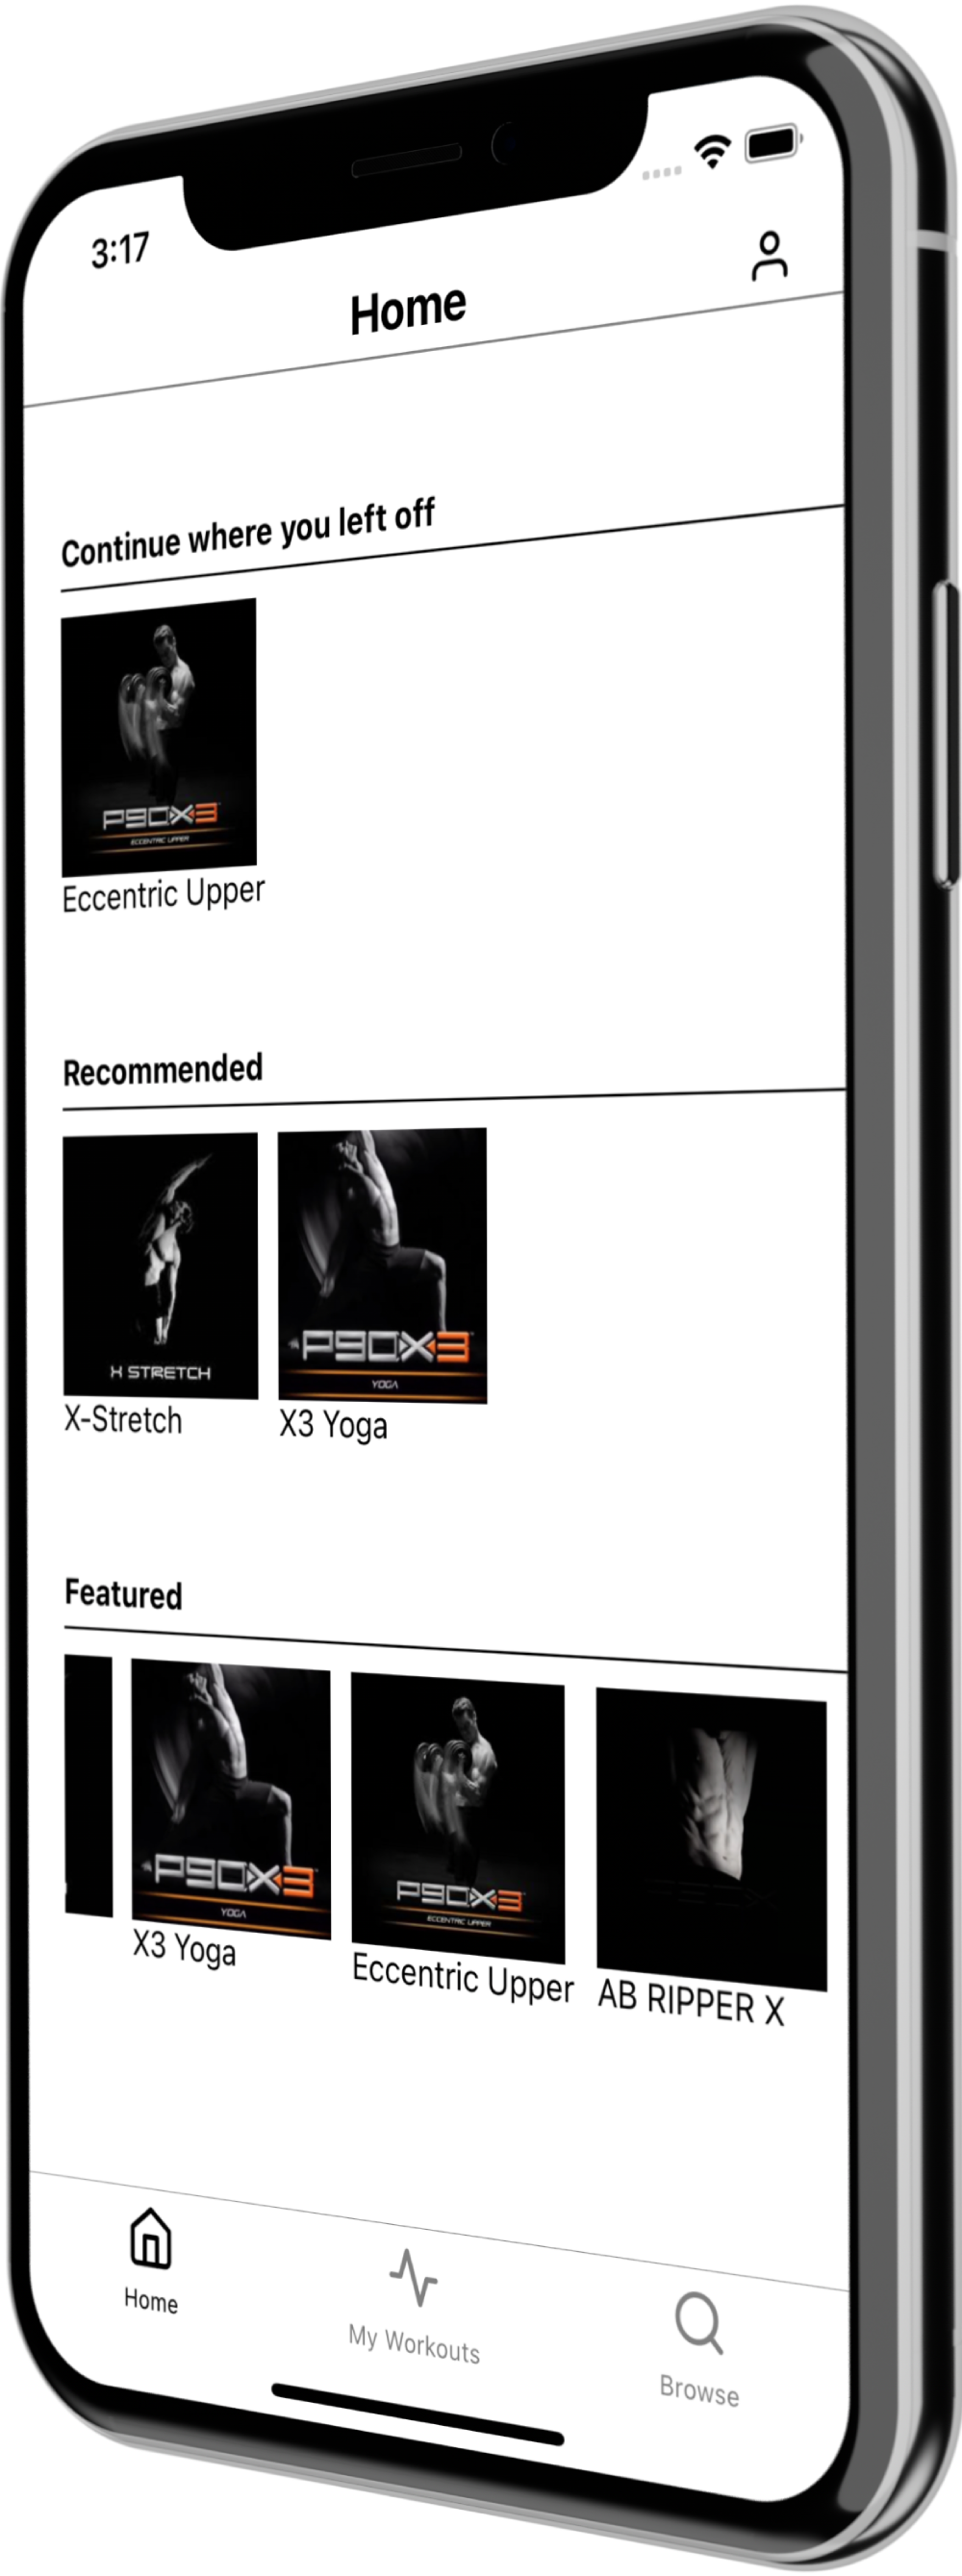 3:17
Home
Continue where you left off
P90X3
ECCENTRIC UPPER
Eccentric Upper
Recommended
X STRETCH
P90X3
YOGA
X-Stretch
X3 Yoga
Featured
P90X3
YOGA
P90X3
ECCENTRIC UPPER
X3 Yoga
Eccentric Upper
AB RIPPER X
Home
My Workouts
Browse